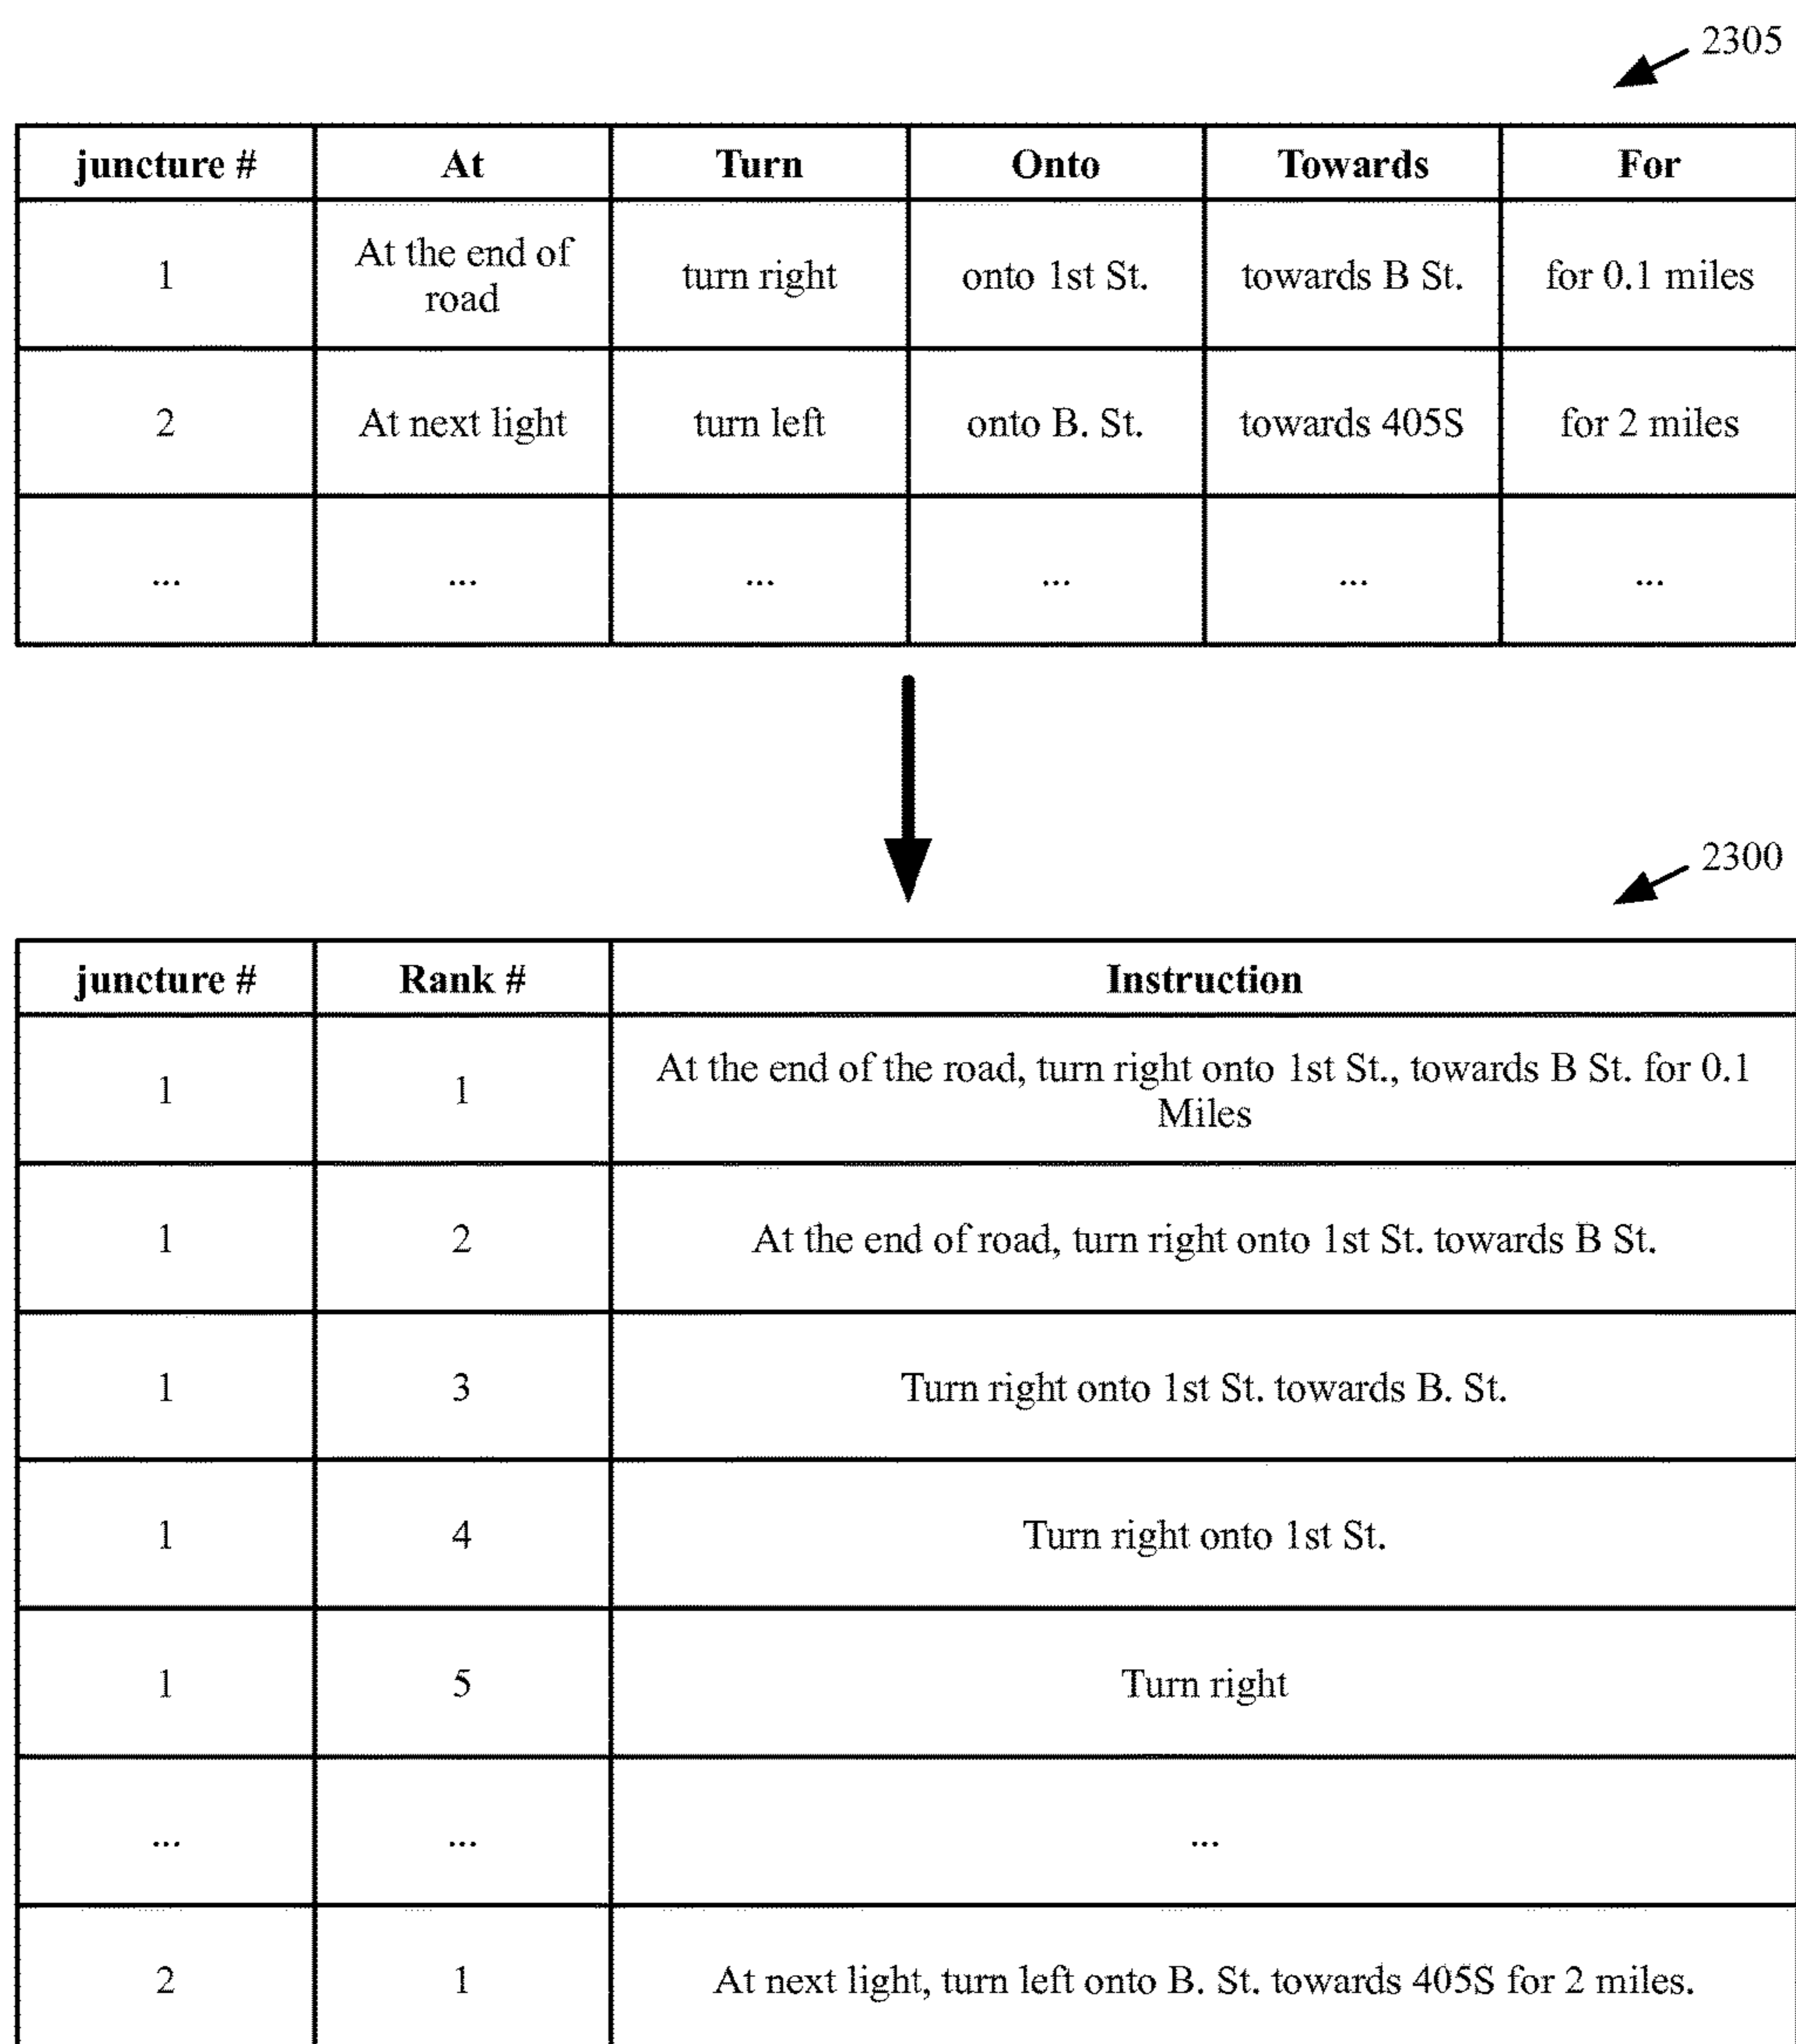 2305
juncture # At Turn Onto Towards For
1 At the end of road turn right onto 1st St. towards B St. for 0.1 miles
2 At next light turn left onto B. St. towards 405S for 2 miles
... ... ... ... ... ...
2300
juncture # Rank # Instruction
1 1 At the end of the road, turn right onto 1st St., towards B St. for 0.1
Miles
1 2 At the end of road, turn right onto 1st St. towards B St.
1 3 Turn right onto 1st St. towards B. St.
1 4 Turn right onto 1st St.
1 5 Turn right
... ... ...
2 1 At next light, turn left onto B. St. towards 405S for 2 miles.